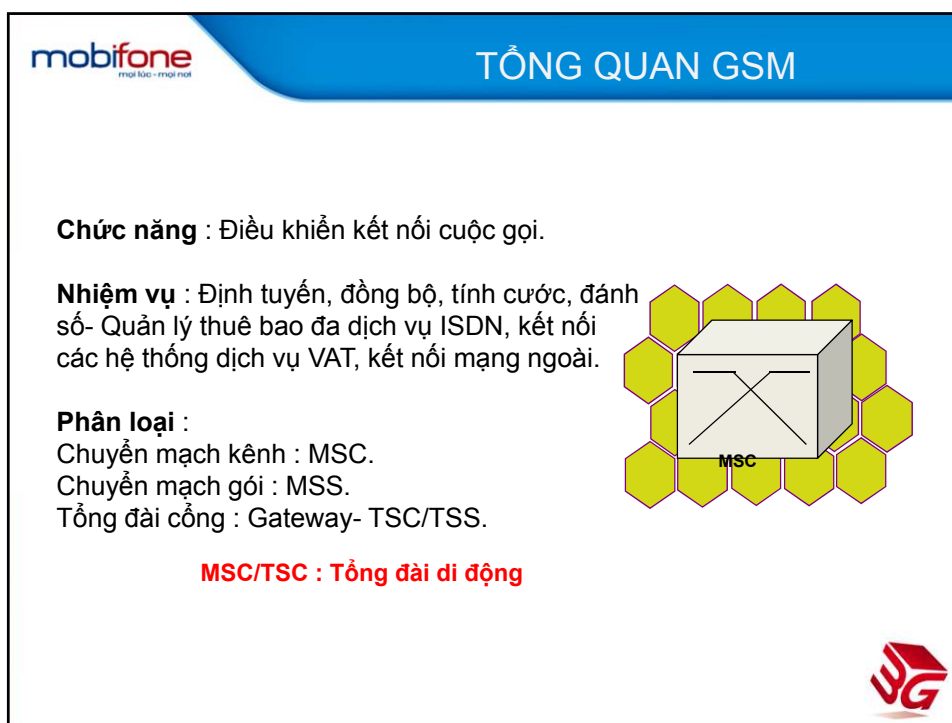 mobifone
mọi lúc - mọi nơi
TỔNG QUAN GSM
Chức năng : Điều khiển kết nối cuộc gọi.
Nhiệm vụ : Định tuyến, đồng bộ, tính cước, đánh
số- Quản lý thuê bao đa dịch vụ ISDN, kết nối
các hệ thống dịch vụ VAT, kết nối mạng ngoài.
Phân loại :
Chuyển mạch kênh : MSC.
Chuyển mạch gói : MSS.
Tổng đài cổng : Gateway- TSC/TSS.
MSC
MSC/TSC : Tổng đài di động
3G